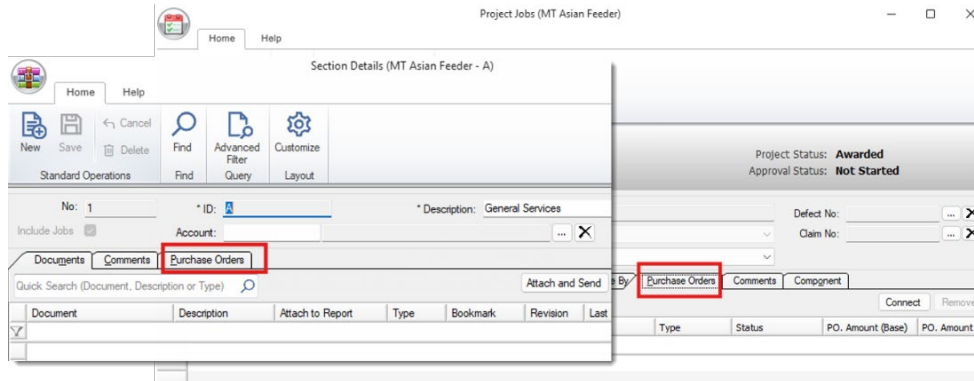 Project Jobs (MT Asian Feeder)
Home Help
Section Details (MT Asian Feeder - A)
Home Help
New Save Cancel Delete Find Advanced Filter Customize
Standard Operations Find Query Layout
Project Status: Awarded
Approval Status: Not Started
No: 1 * ID: A * Description: General Services
Include Jobs Account: ...
Defect No: ...
Claim No: ...
Documents Comments Purchase Orders
By Purchase Orders Comments Component
Quick Search (Document, Description or Type) Attach and Send
Connect Remove
Document Description Attach to Report Type Bookmark Revision Last
Type Status PO. Amount (Base) PO. Amount